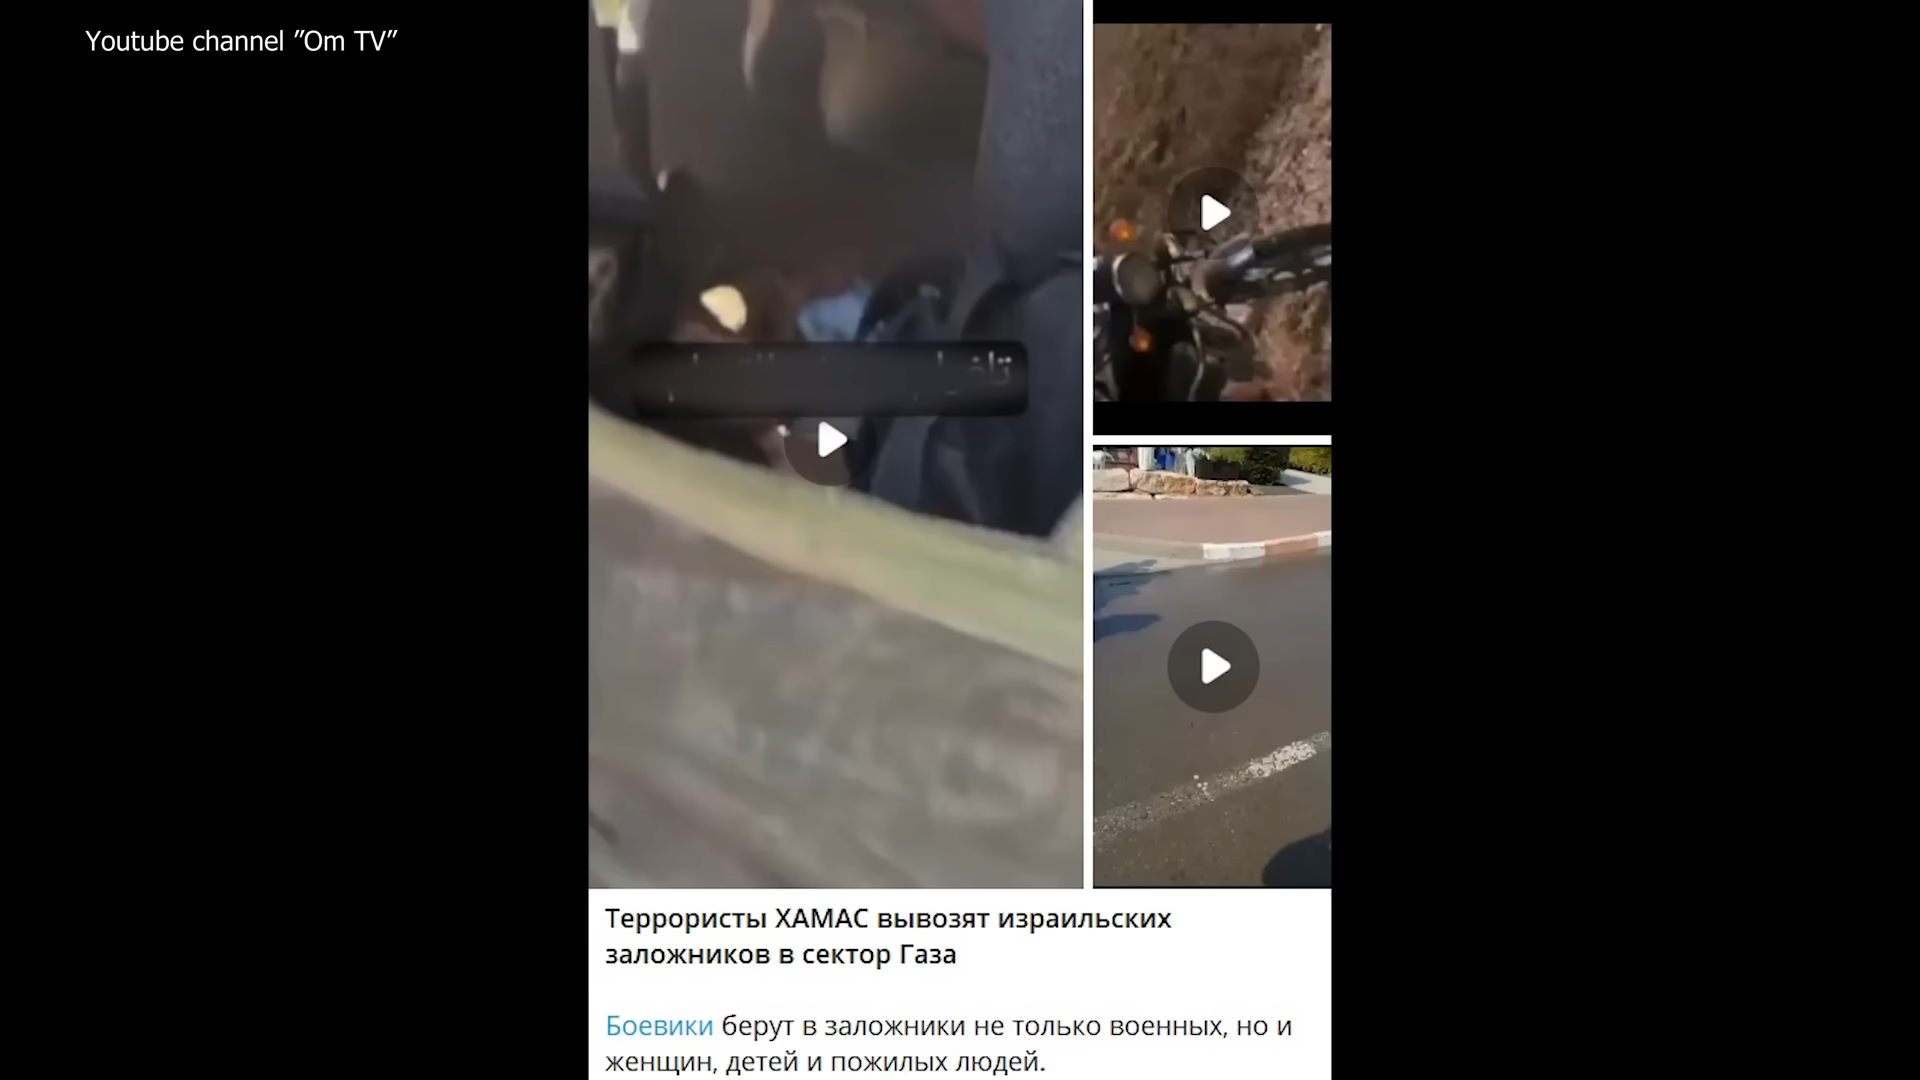 Youtube channel ”Om TV”
Террористы ХАМАС вывозят израильских
заложников в сектор Газа
Боевики берут в заложники не только военных, но и
женщин, детей и пожилых людей.